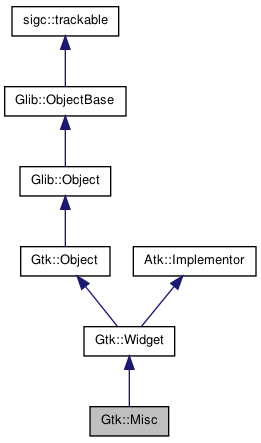 sigc::trackable
Glib::ObjectBase
Glib::Object
Gtk::Object
Atk::Implementor
Gtk::Widget
Gtk::Misc